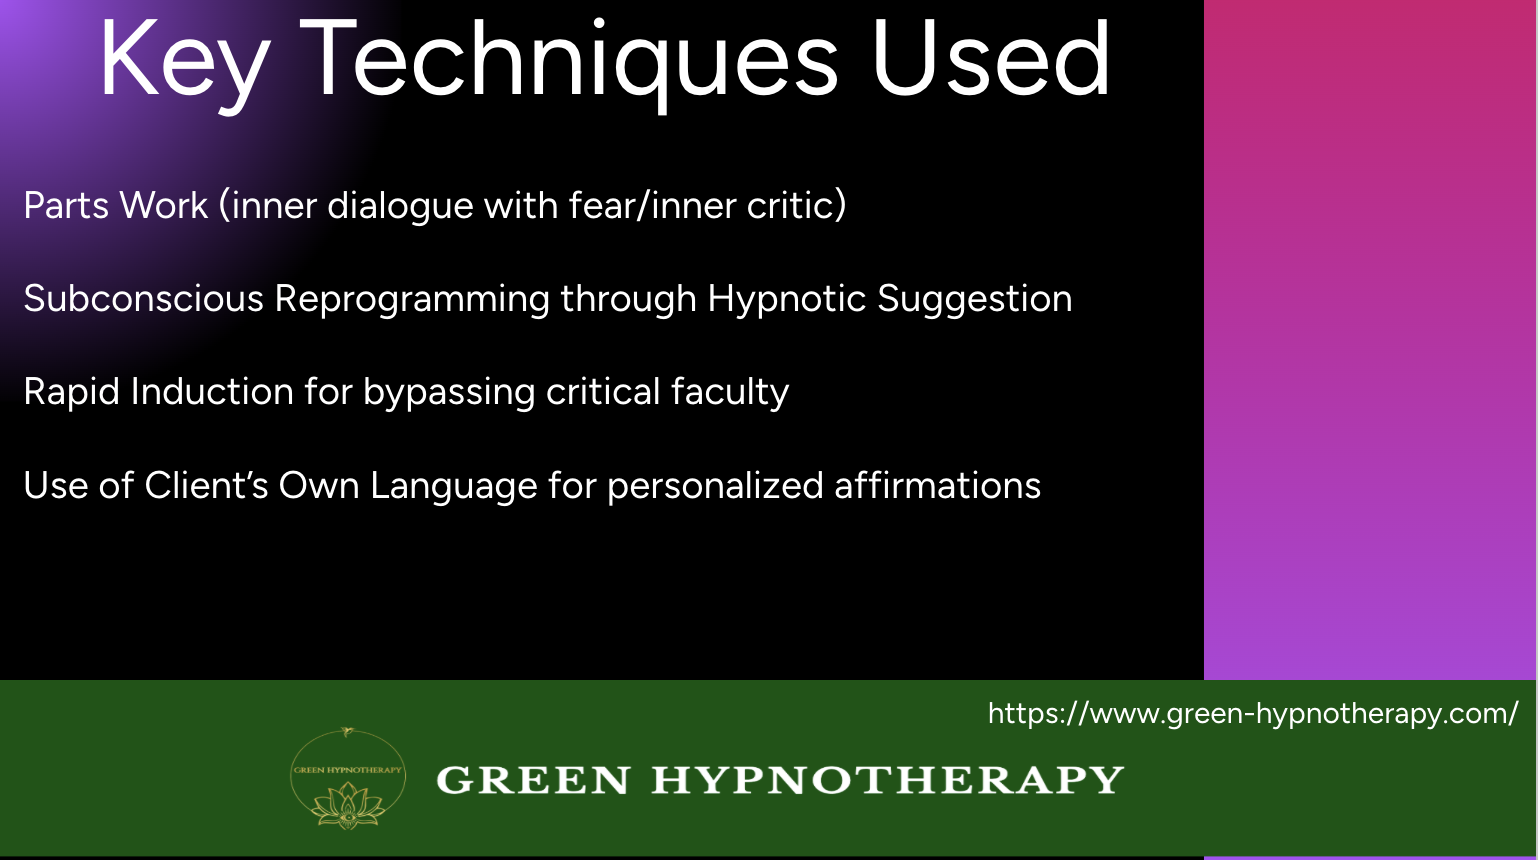 Key Techniques Used
Parts Work (inner dialogue with fear/inner critic)
Subconscious Reprogramming through Hypnotic Suggestion
Rapid Induction for bypassing critical faculty
Use of Client’s Own Language for personalized affirmations
https://www.green-hypnotherapy.com/
GREEN HYPNOTHERAPY
GREEN HYPNOTHERAPY